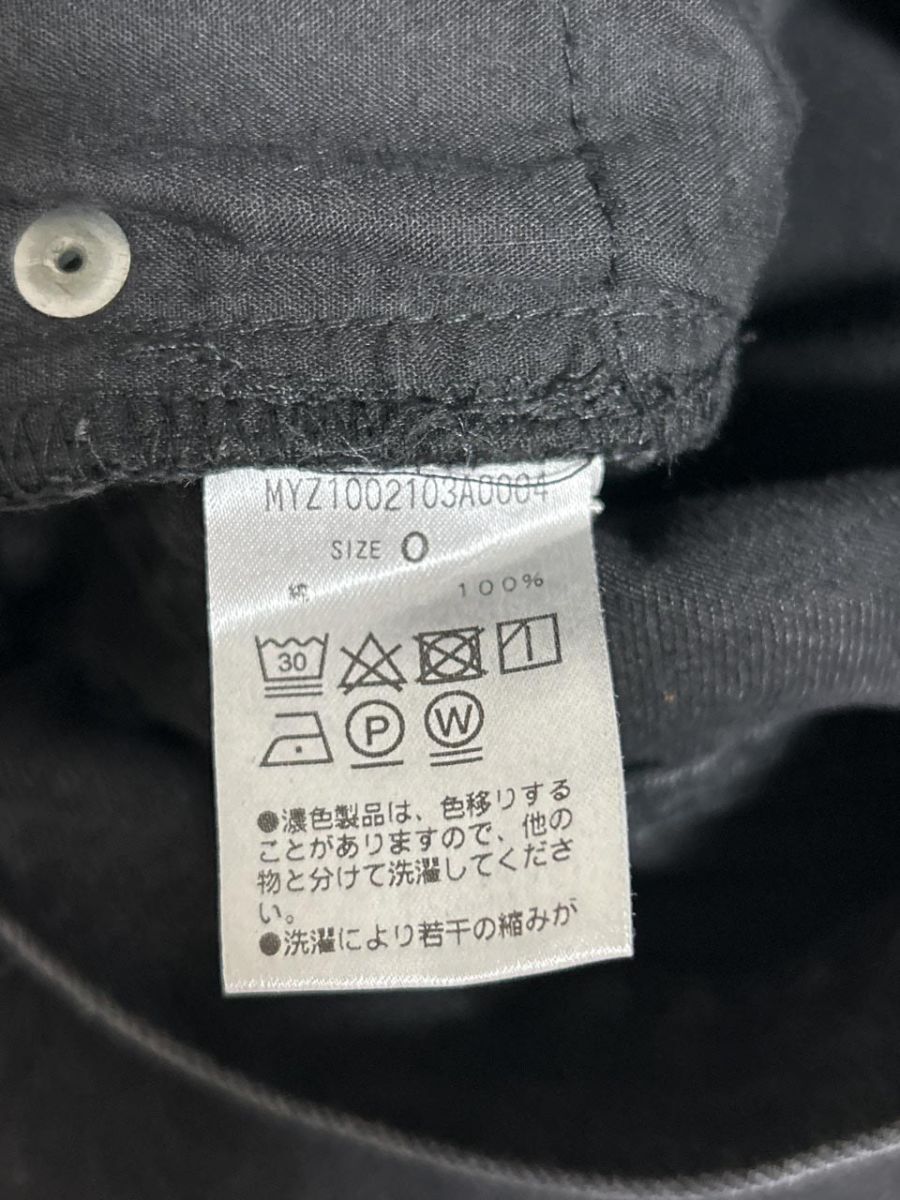 MYZ1002103A0004
SIZE 0
綿 100%
30
P W
●濃色製品は、色移りする
ことがありますので、他の
物と分けて洗濯してくださ
い。
●洗濯により若干の縮みが